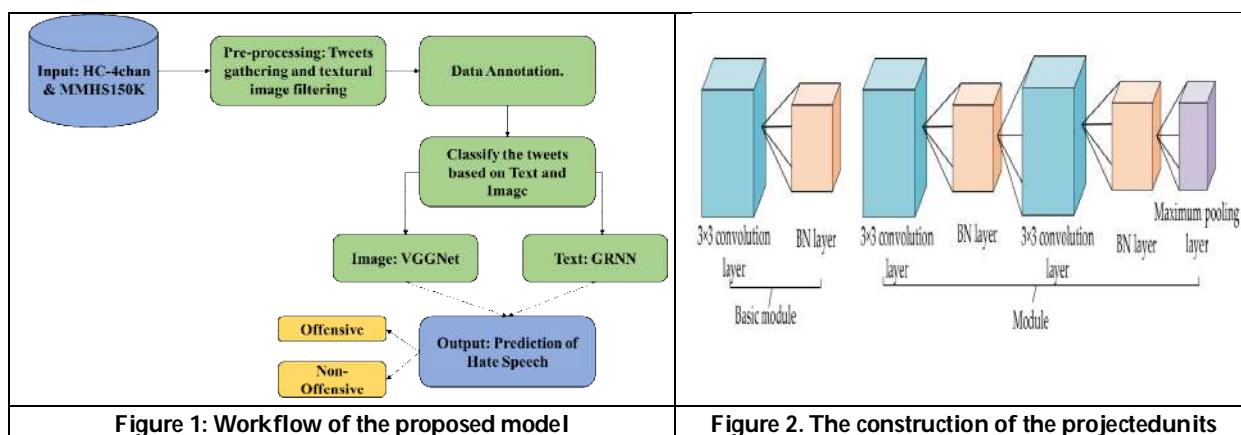 Input: HC-4chan
& MMHS150K
Pre-processing: Tweets
gathering and textural
image filtering
Data Annotation.
Classify the tweets
based on Text and
Image
Image: VGGNet
Text: GRNN
Offensive
Non-
Offensive
Output: Prediction of
Hate Speech
Figure 1: Workflow of the proposed model
3×3 convolution
layer
BN layer
3×3 convolution
layer
BN layer
3×3 convolution
layer
BN layer
Maximum pooling
layer
Basic module
Module
Figure 2. The construction of the projectedunits